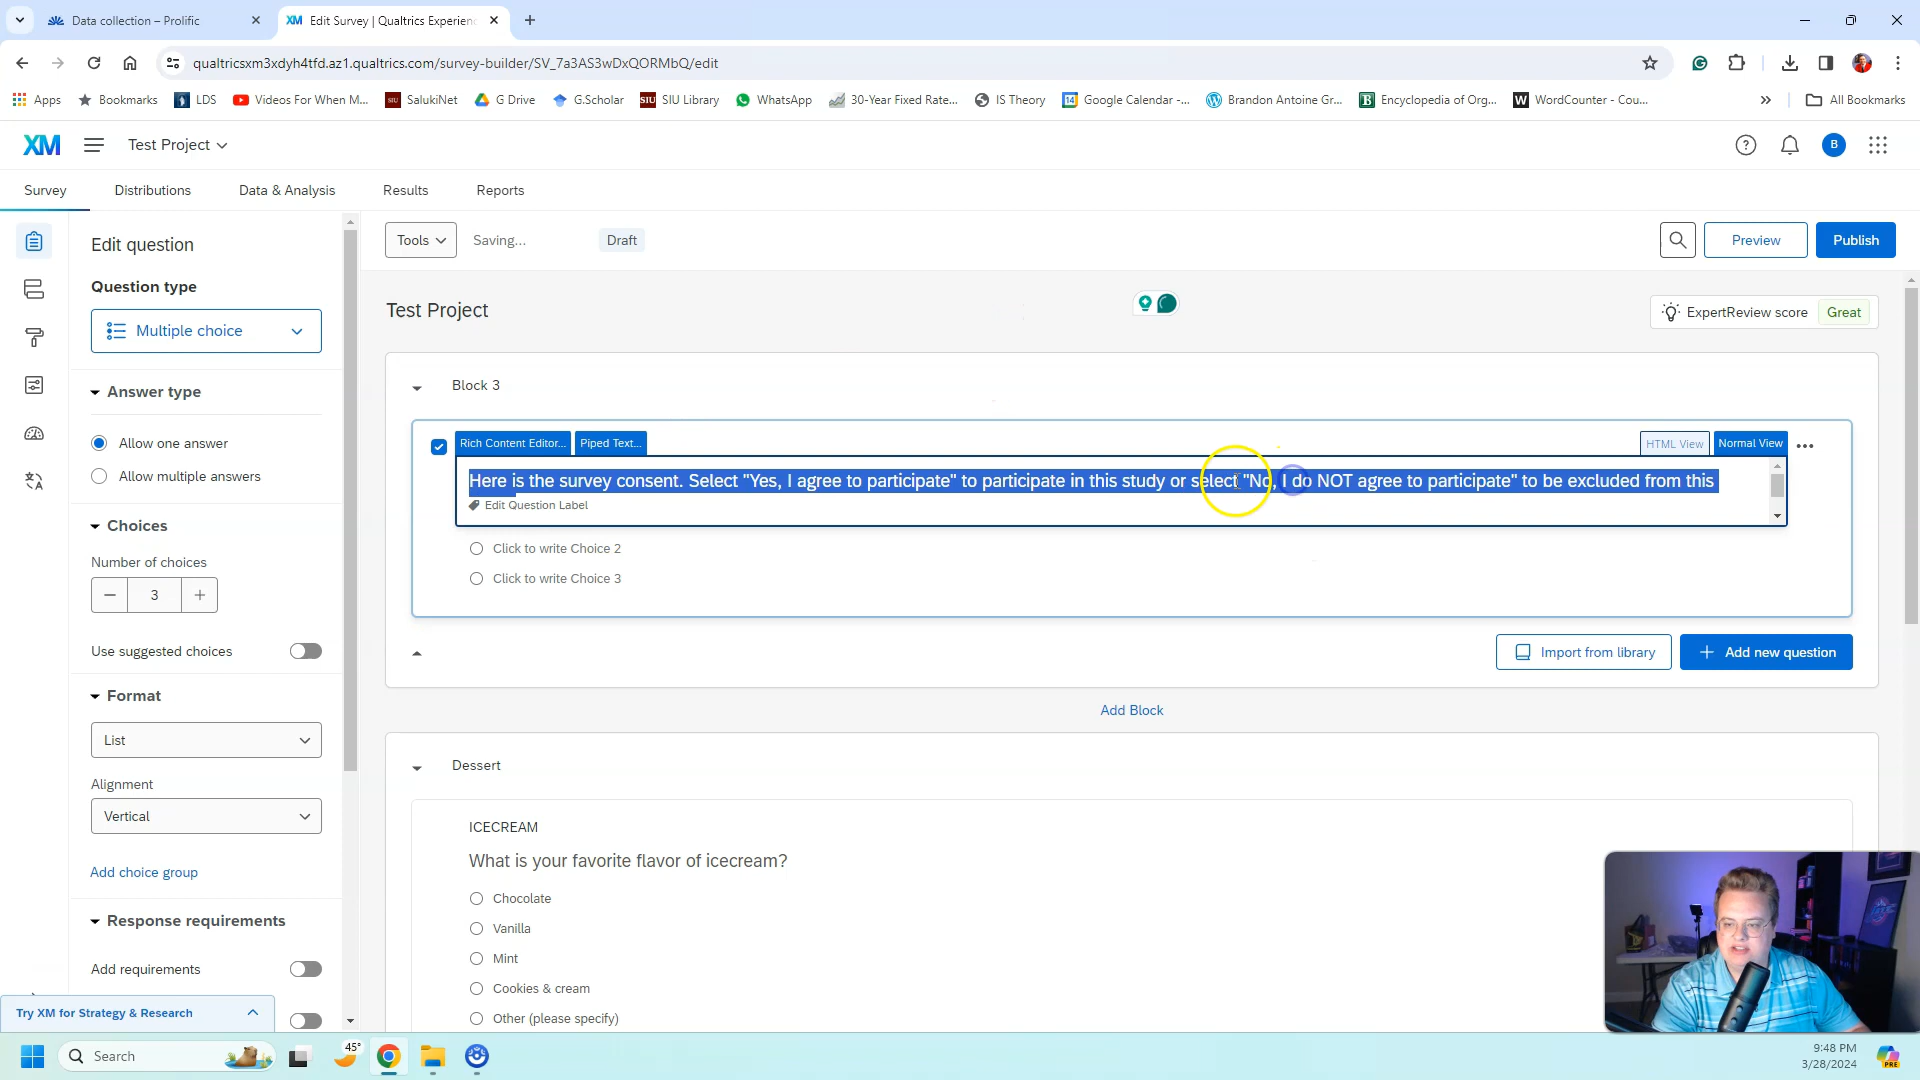 Data collection – Prolific
XM Edit Survey | Qualtrics Experien
qualtricsxm3xdyh4tfd.az1.qualtrics.com/survey-builder/SV_7a3AS3wDxQORMbQ/edit
Apps
Bookmarks
LDS
Videos For When M...
SIU SalukiNet
G Drive
G.Scholar
SIU SIU Library
WhatsApp
30-Year Fixed Rate...
IS Theory
14 Google Calendar -...
Brandon Antoine Gr...
B Encyclopedia of Org...
W WordCounter - Cou...
All Bookmarks
XM
Test Project
B
Survey
Distributions
Data & Analysis
Results
Reports
Edit question
Tools
Saving...
Draft
Preview
Publish
Question type
Multiple choice
Test Project
ExpertReview score Great
Answer type
Allow one answer
Allow multiple answers
Block 3
Rich Content Editor...
Piped Text...
HTML View
Normal View
Here is the survey consent. Select "Yes, I agree to participate" to participate in this study or select "No, I do NOT agree to participate" to be excluded from this
Edit Question Label
Click to write Choice 2
Click to write Choice 3
Choices
Number of choices
3
Use suggested choices
Import from library
Add new question
Add Block
Format
List
Alignment
Vertical
Add choice group
Response requirements
Add requirements
Dessert
ICECREAM
What is your favorite flavor of icecream?
Chocolate
Vanilla
Mint
Cookies & cream
Other (please specify)
Try XM for Strategy & Research
Search
45°
9:48 PM
3/28/2024
PRE